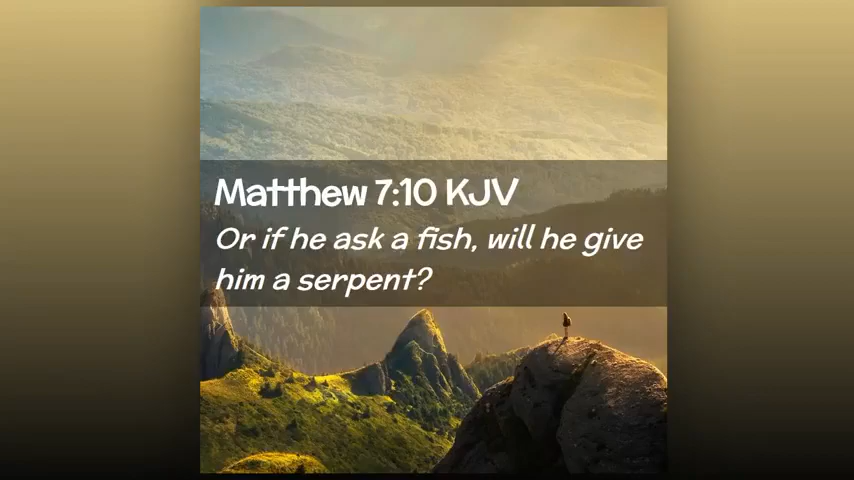 Matthew 7:10 KJV
Or if he ask a fish, will he give
him a serpent?